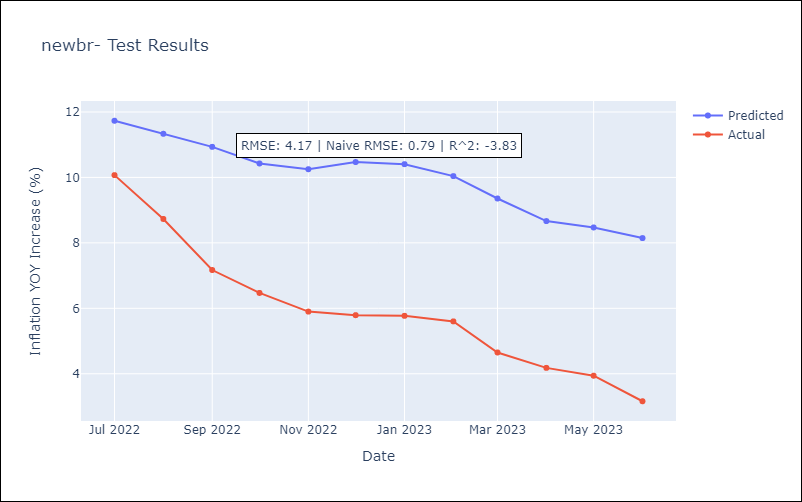 newbr- Test Results
Predicted
Actual
RMSE: 4.17 | Naive RMSE: 0.79 | R^2: -3.83
Inflation YOY Increase (%)
12
10
8
6
4
Jul 2022
Sep 2022
Nov 2022
Jan 2023
Mar 2023
May 2023
Date